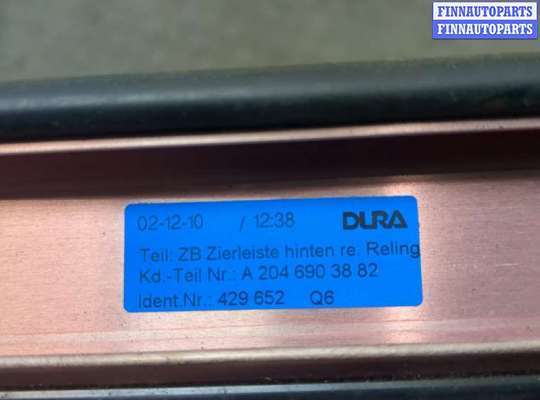 FINNAUTOPARTS
FINNAUTOPARTS
02-12-10 / 12:38 DURA
Teil: ZB Zierleiste hinten re. Reling
Kd.-Teil Nr.: A 204 690 38 82
Ident.Nr.: 429 652 Q6